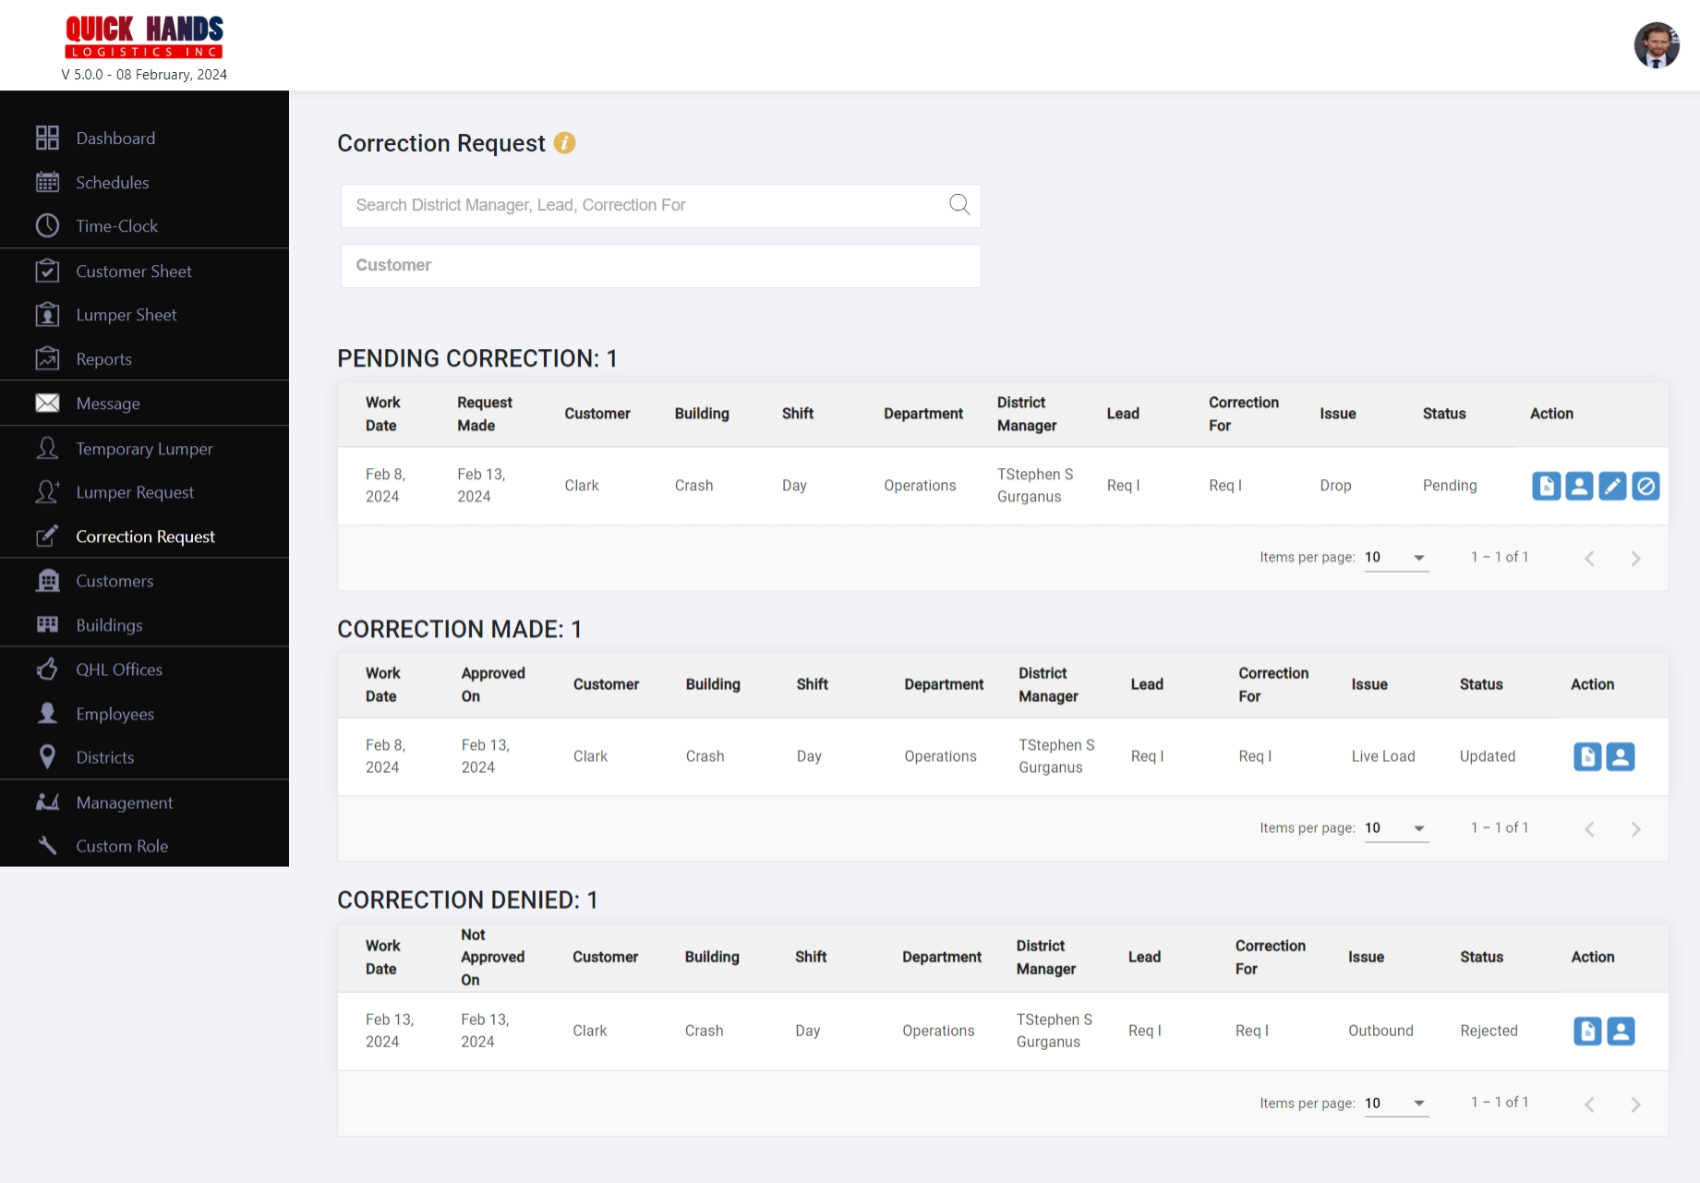 QUICK HANDS
LOGISTICS INC
V 5.0.0 - 08 February, 2024
Dashboard
Schedules
Time-Clock
Customer Sheet
Lumper Sheet
Reports
Message
Temporary Lumper
Lumper Request
Correction Request
Customers
Buildings
QHL Offices
Employees
Districts
Management
Custom Role
Correction Request i
Search District Manager, Lead, Correction For
Customer
PENDING CORRECTION: 1
Work Date Request Made Customer Building Shift Department District Manager Lead Correction For Issue Status Action
Feb 8, 2024 Feb 13, 2024 Clark Crash Day Operations TStephen S Gurganus Req I Req I Drop Pending
Items per page: 10 1 – 1 of 1
CORRECTION MADE: 1
Work Date Approved On Customer Building Shift Department District Manager Lead Correction For Issue Status Action
Feb 8, 2024 Feb 13, 2024 Clark Crash Day Operations TStephen S Gurganus Req I Req I Live Load Updated
Items per page: 10 1 – 1 of 1
CORRECTION DENIED: 1
Work Date Not Approved On Customer Building Shift Department District Manager Lead Correction For Issue Status Action
Feb 13, 2024 Feb 13, 2024 Clark Crash Day Operations TStephen S Gurganus Req I Req I Outbound Rejected
Items per page: 10 1 – 1 of 1